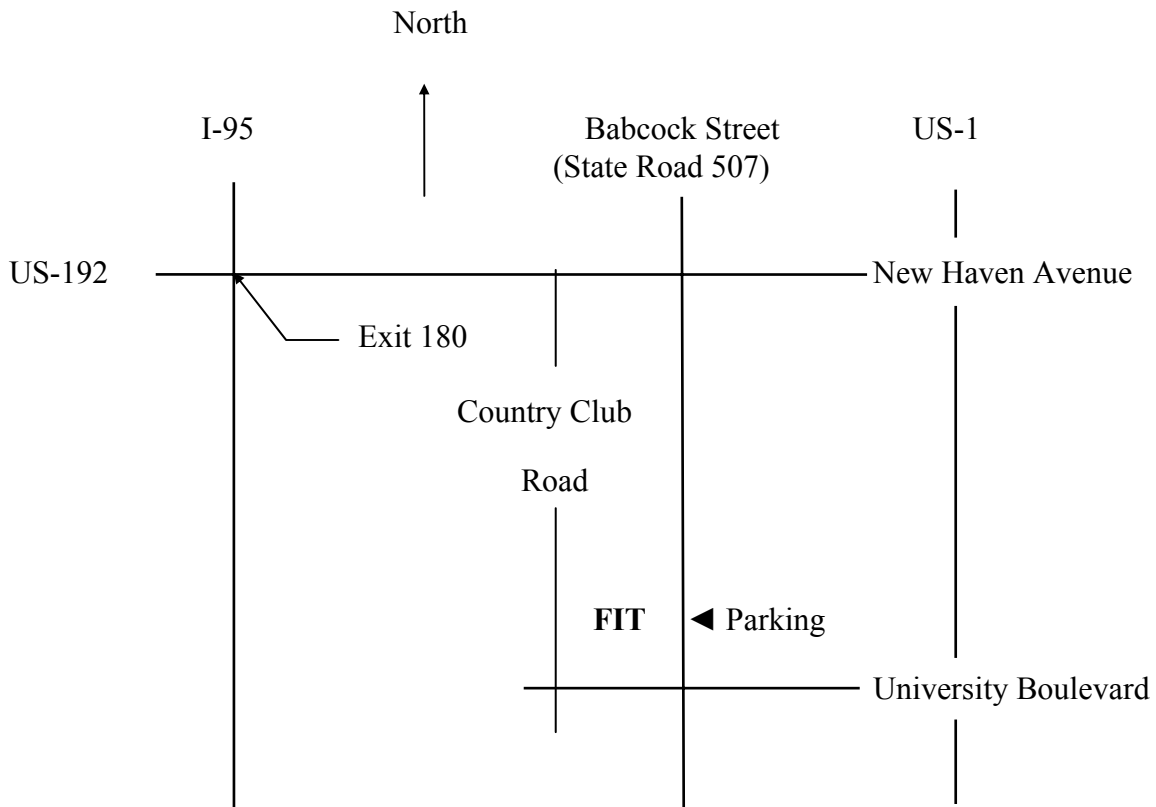 North
I-95
Babcock Street
(State Road 507)
US-1
US-192
New Haven Avenue
Exit 180
Country Club
Road
FIT
◄ Parking
University Boulevard